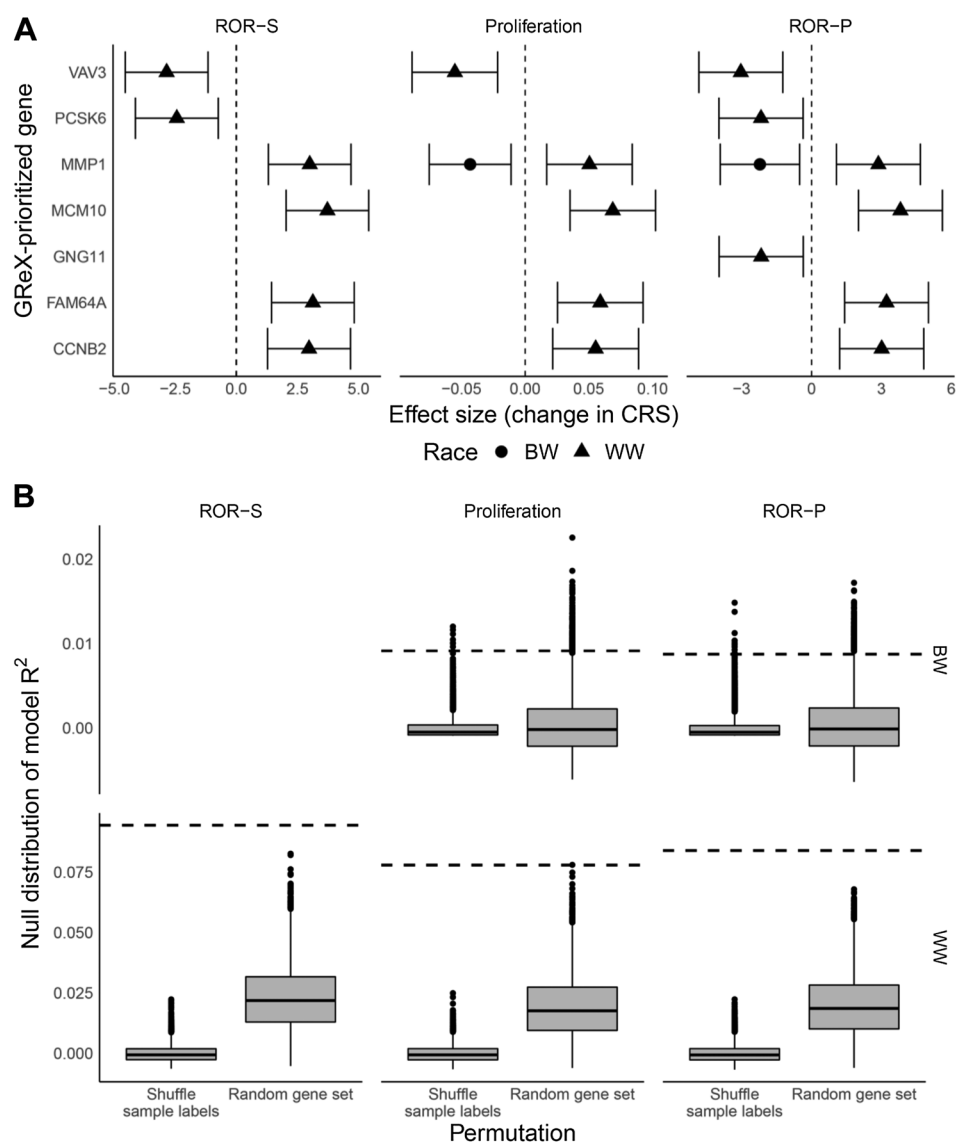 A
ROR−S
Proliferation
ROR−P
GReX-prioritized gene
VAV3
PCSK6
MMP1
MCM10
GNG11
FAM64A
CCNB2
−5.0 −2.5 0.0 2.5 5.0
−0.05 0.00 0.05 0.10
−3 0 3 6
Effect size (change in CRS)
Race BW WW
B
ROR−S
Proliferation
ROR−P
Null distribution of model R2
0.02
0.01
0.00
BW
0.075
0.050
0.025
0.000
WW
Shuffle
sample labels
Random gene set
Shuffle
sample labels
Random gene set
Shuffle
sample labels
Random gene set
Permutation